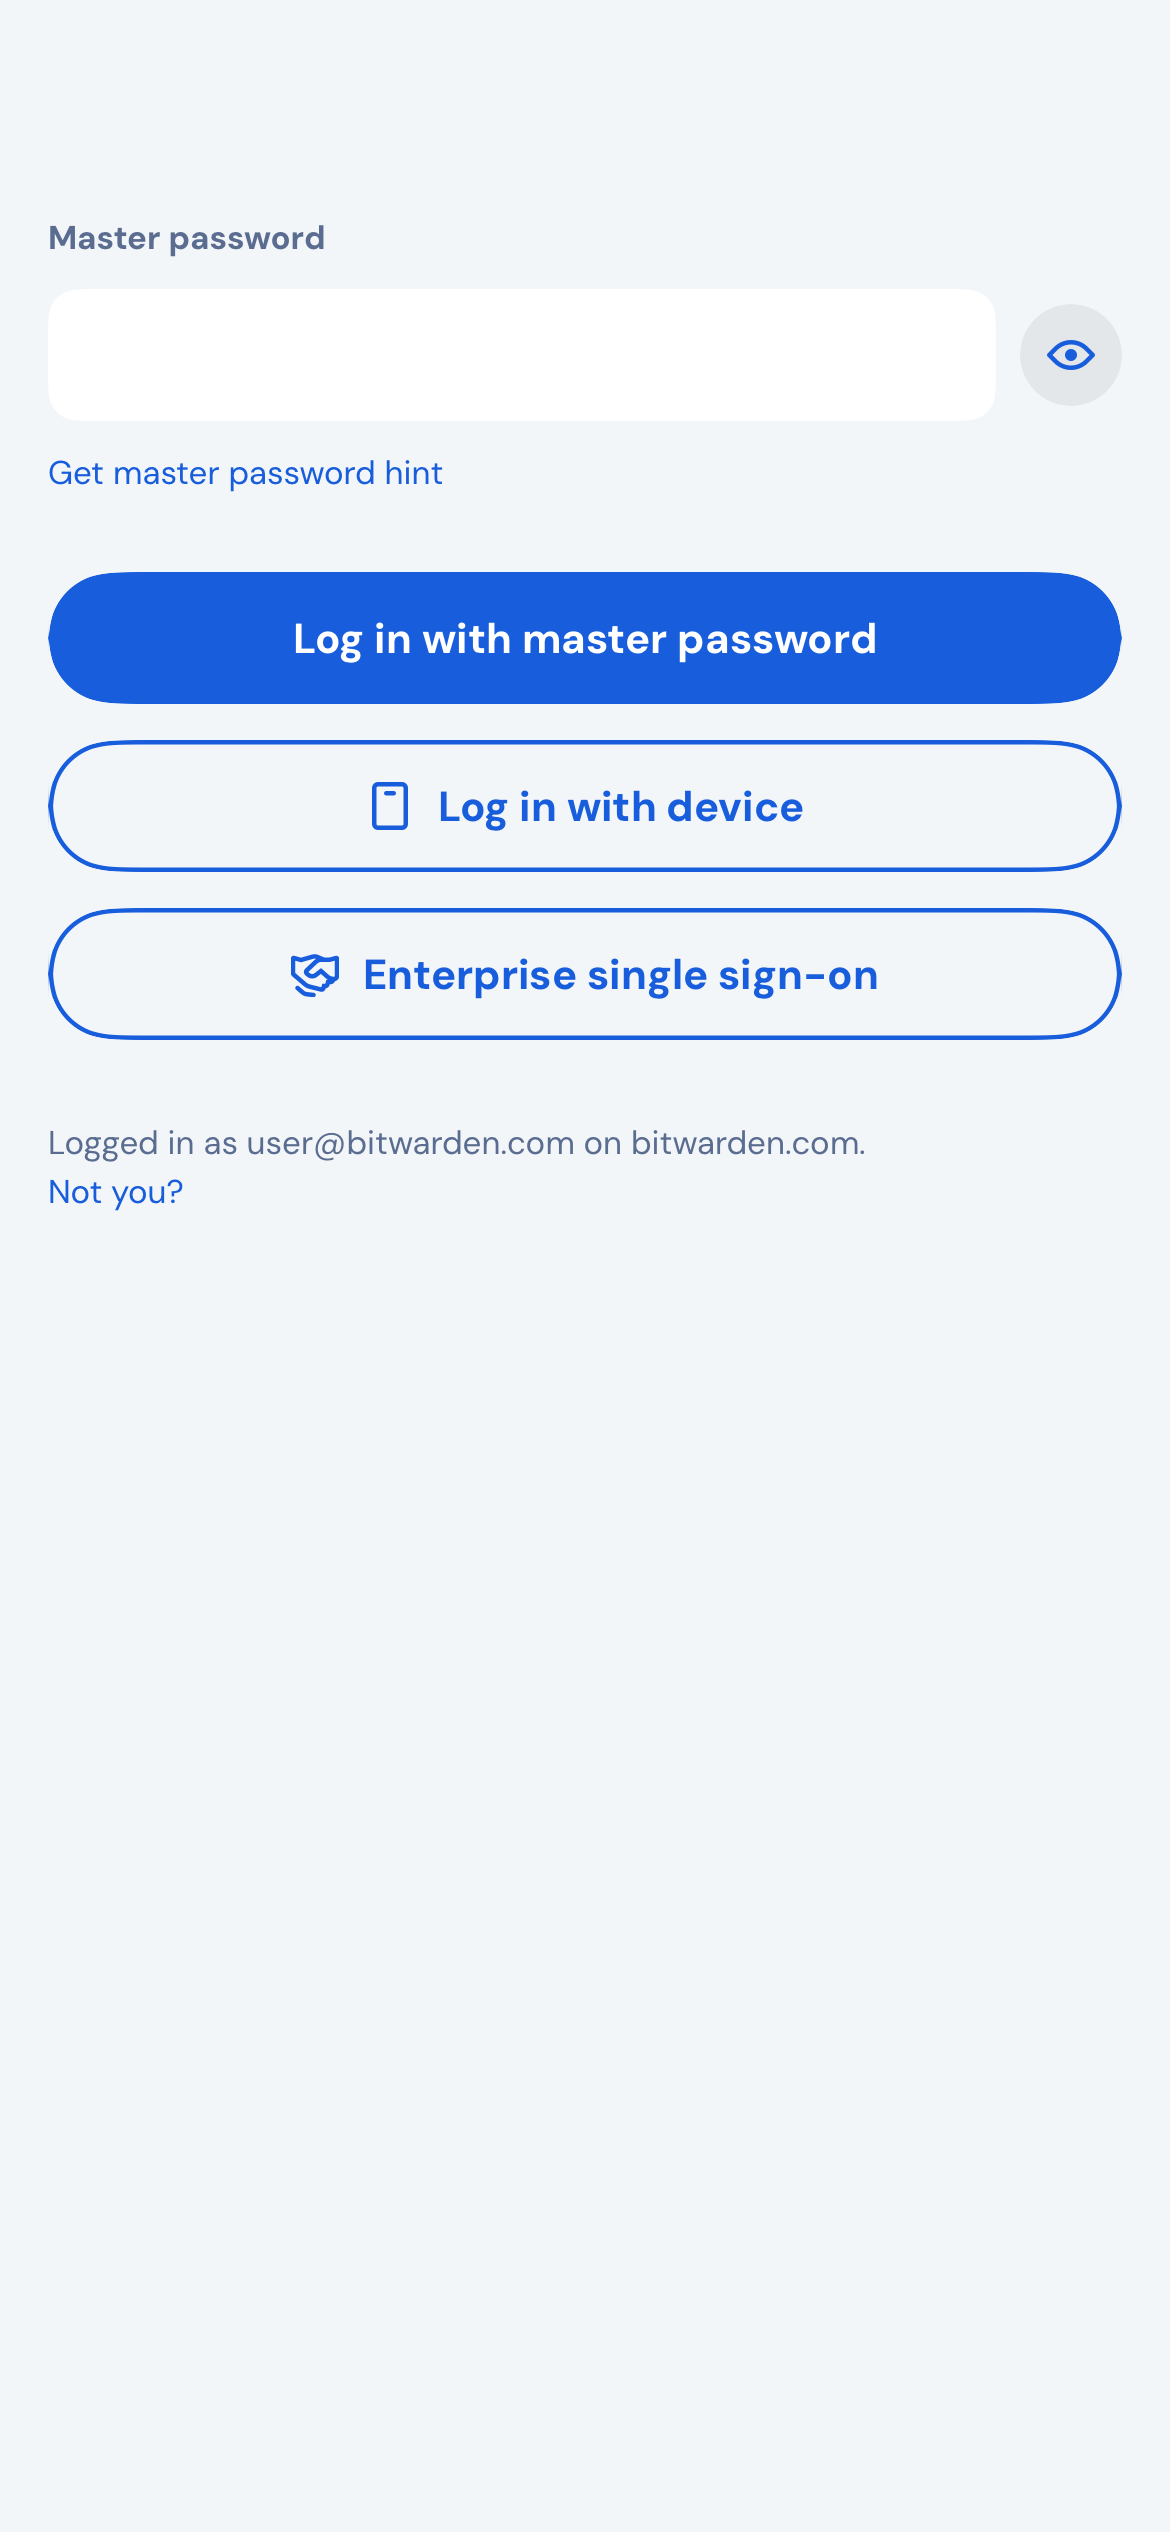 Master password
Get master password hint
Log in with master password
Log in with device
Enterprise single sign-on
Logged in as user@bitwarden.com on bitwarden.com.
Not you?